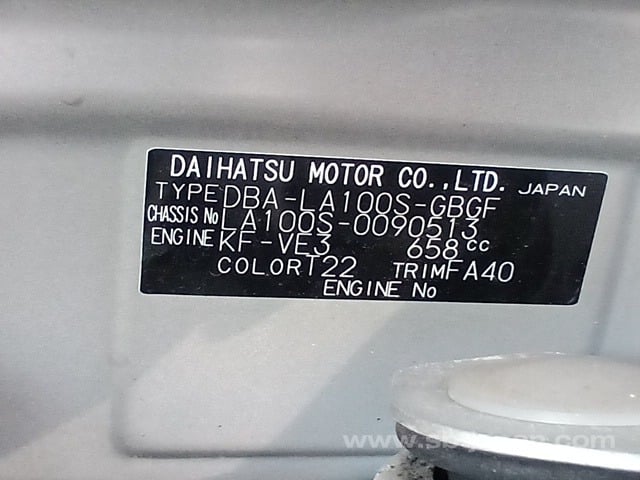 DAIHATSU MOTOR CO.,LTD. JAPAN
TYPE DBA-LA100S-GBGF
CHASSIS No LA100S-0090513
ENGINE KF-VE3 658cc
COLOR T22 TRIM FA40
ENGINE No